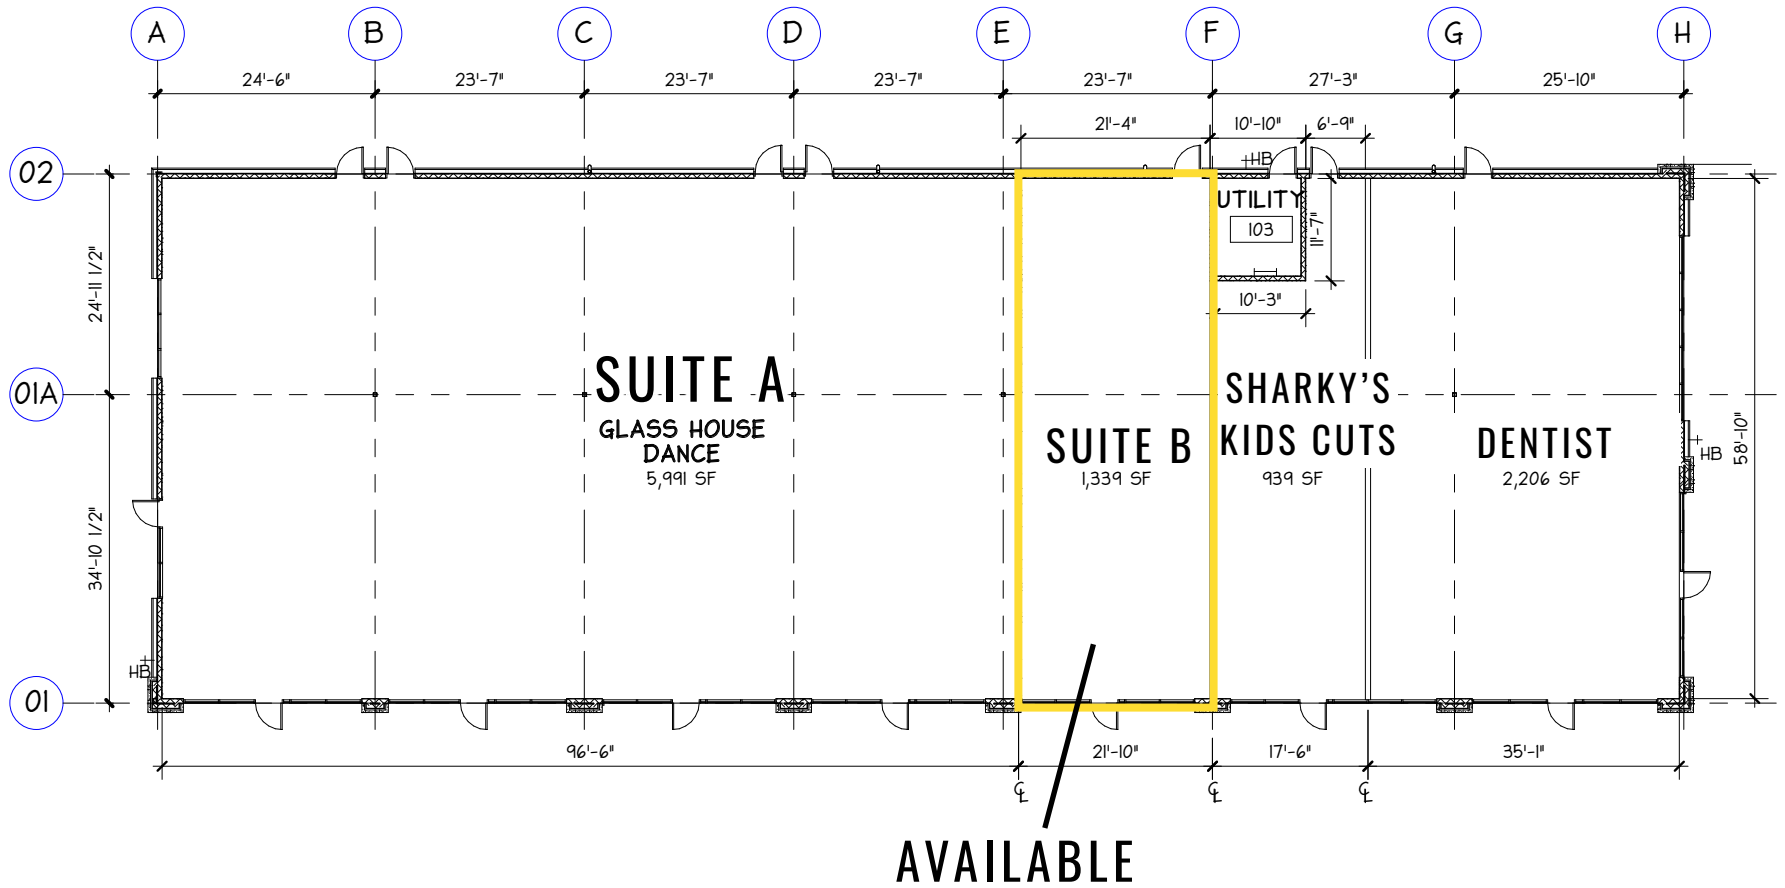 A B C D E F G H
24'-6" 23'-7" 23'-7" 23'-7" 23'-7" 27'-3" 25'-10"
21'-4" 10'-10" 6'-9"
HB
02
UTILITY
103
11'-7"
24'-11 1/2"
10'-3"
SUITE A
01A
SHARKY'S
GLASS HOUSE
DANCE
5,991 SF
SUITE B
1,339 SF
KIDS CUTS
939 SF
DENTIST
2,206 SF
58'-10"
HB
34'-10 1/2"
HB
01
96'-6" 21'-10" 17'-6" 35'-1"
℄ ℄ ℄
AVAILABLE